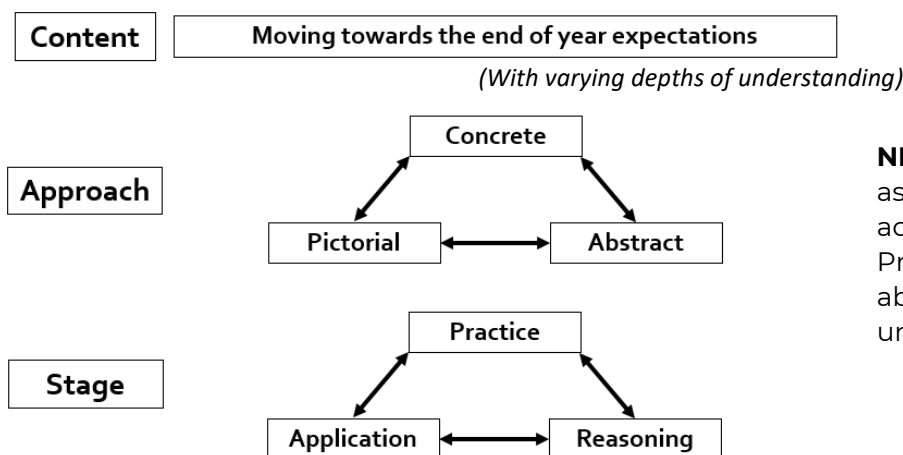 Content
Moving towards the end of year expectations
(With varying depths of understanding)
Approach
Concrete
Pictorial
Abstract
Stage
Practice
Application
Reasoning